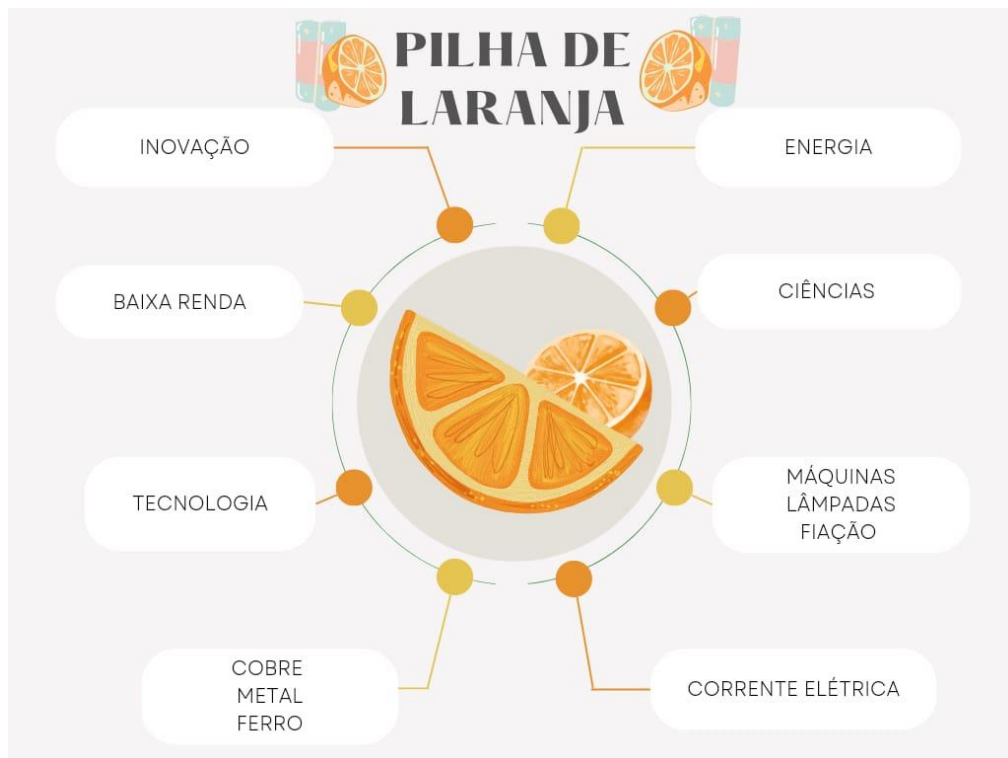 PILHA DE
LARANJA
INOVAÇÃO
ENERGIA
BAIXA RENDA
CIÊNCIAS
TECNOLOGIA
MÁQUINAS
LÂMPADAS
FIAÇÃO
COBRE
METAL
FERRO
CORRENTE ELÉTRICA